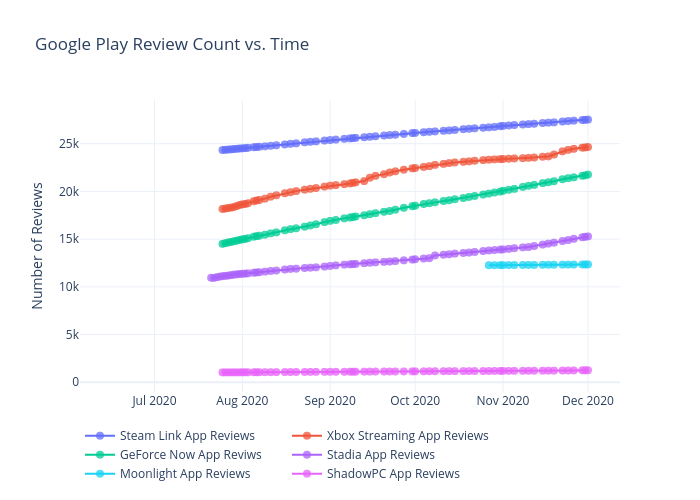 Google Play Review Count vs. Time
Number of Reviews
25k
20k
15k
10k
5k
0
Jul 2020 Aug 2020 Sep 2020 Oct 2020 Nov 2020 Dec 2020
Steam Link App Reviews Xbox Streaming App Reviews
GeForce Now App Reviws Stadia App Reviews
Moonlight App Reviews ShadowPC App Reviews